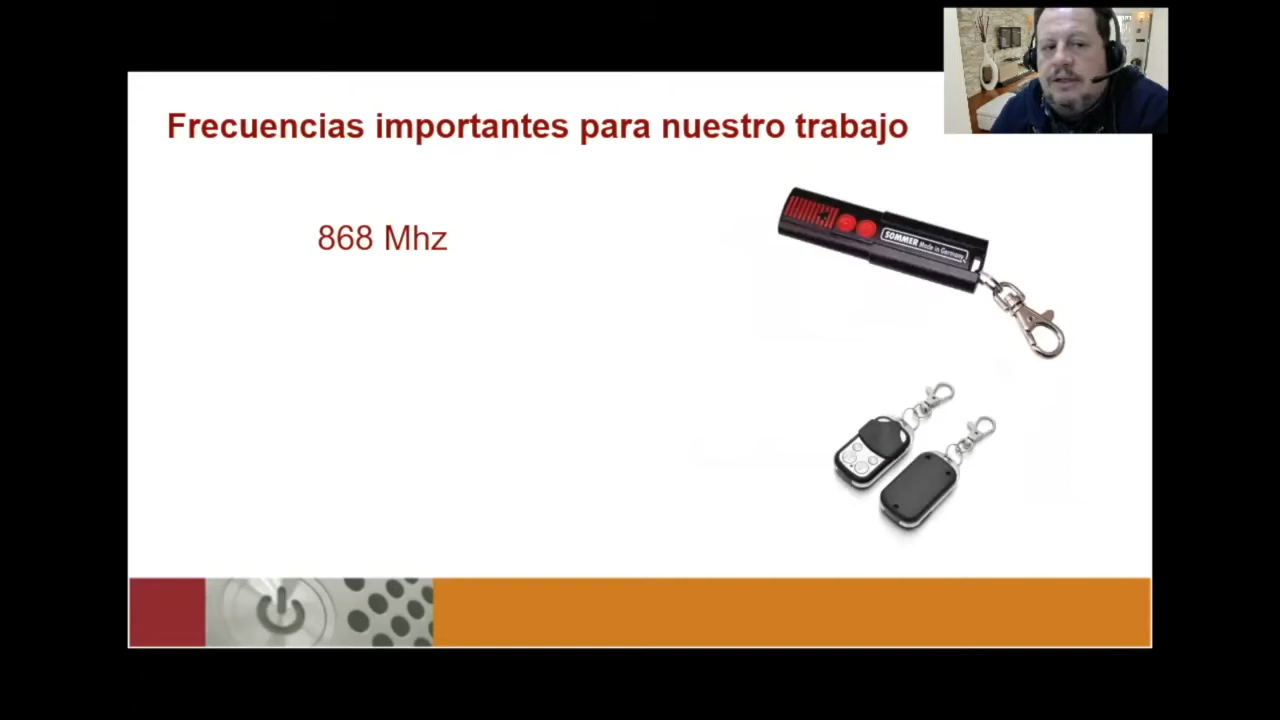 Frecuencias importantes para nuestro trabajo
868 Mhz
SOMMER Made in Germany